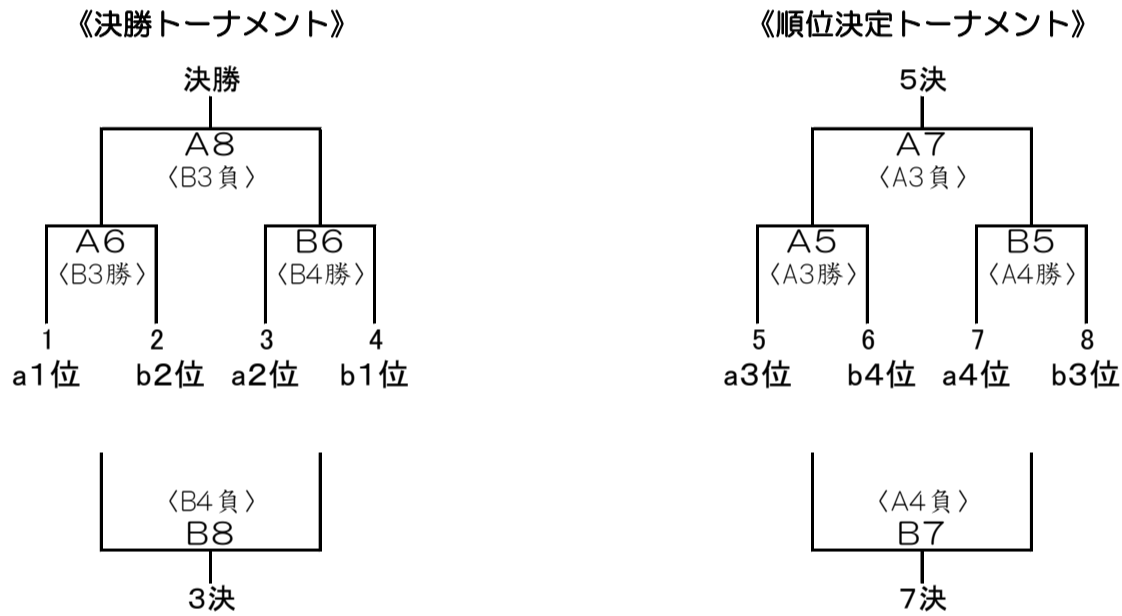 《決勝トーナメント》
決勝
A8
〈B3負〉
A6
〈B3勝〉
B6
〈B4勝〉
1 2 3 4
a1位 b2位 a2位 b1位
〈B4負〉
B8
3決
《順位決定トーナメント》
5決
A7
〈A3負〉
A5
〈A3勝〉
B5
〈A4勝〉
5 6 7 8
a3位 b4位 a4位 b3位
〈A4負〉
B7
7決